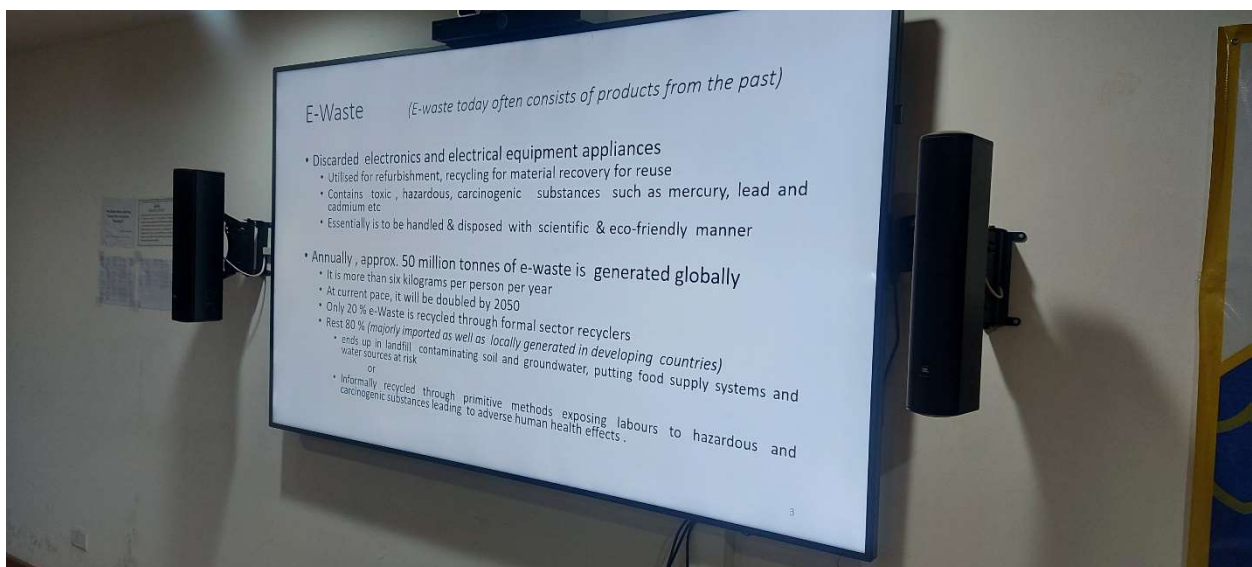 E-Waste (E-waste today often consists of products from the past)
• Discarded electronics and electrical equipment appliances
• Utilised for refurbishment, recycling for material recovery for reuse
• Contains toxic , hazardous, carcinogenic substances such as mercury, lead and
cadmium etc
• Essentially is to be handled & disposed with scientific & eco-friendly manner
• Annually , approx. 50 million tonnes of e-waste is generated globally
• It is more than six kilograms per person per year
• At current pace, it will be doubled by 2050
• Only 20 % e-Waste is recycled through formal sector recyclers
• Rest 80 % (majorly imported as well as locally generated in developing countries)
• ends up in landfill contaminating soil and groundwater, putting food supply systems and
water sources at risk
or
• Informally recycled through primitive methods exposing labours to hazardous and
carcinogenic substances leading to adverse human health effects .
3
JBL